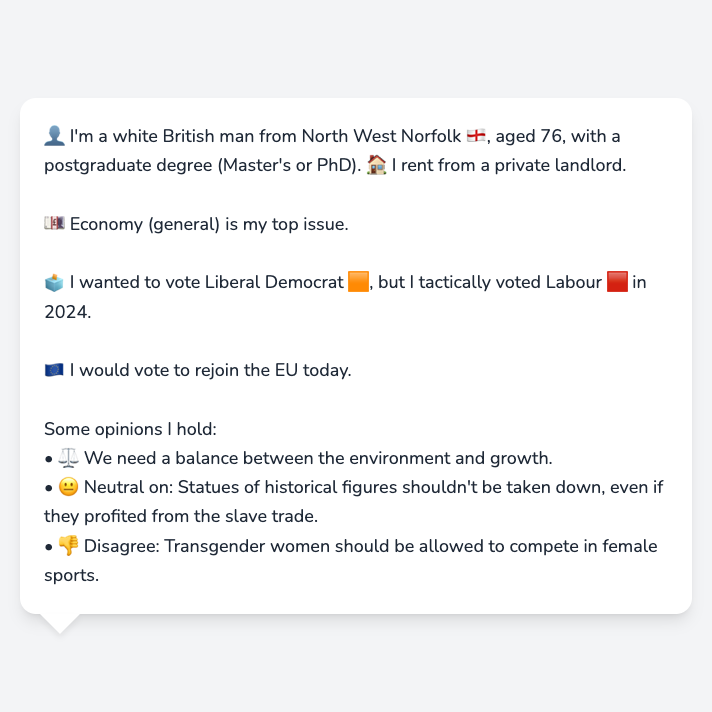 👤 I'm a white British man from North West Norfolk 🏴󠁧󠁢󠁥󠁮󠁧󠁿, aged 76, with a
postgraduate degree (Master's or PhD). 🏠 I rent from a private landlord.
💷 Economy (general) is my top issue.
🗳️ I wanted to vote Liberal Democrat 🟧, but I tactically voted Labour 🟥 in
2024.
🇪🇺 I would vote to rejoin the EU today.
Some opinions I hold:
• ⚖️ We need a balance between the environment and growth.
• 😐 Neutral on: Statues of historical figures shouldn't be taken down, even if
they profited from the slave trade.
• 👎 Disagree: Transgender women should be allowed to compete in female
sports.